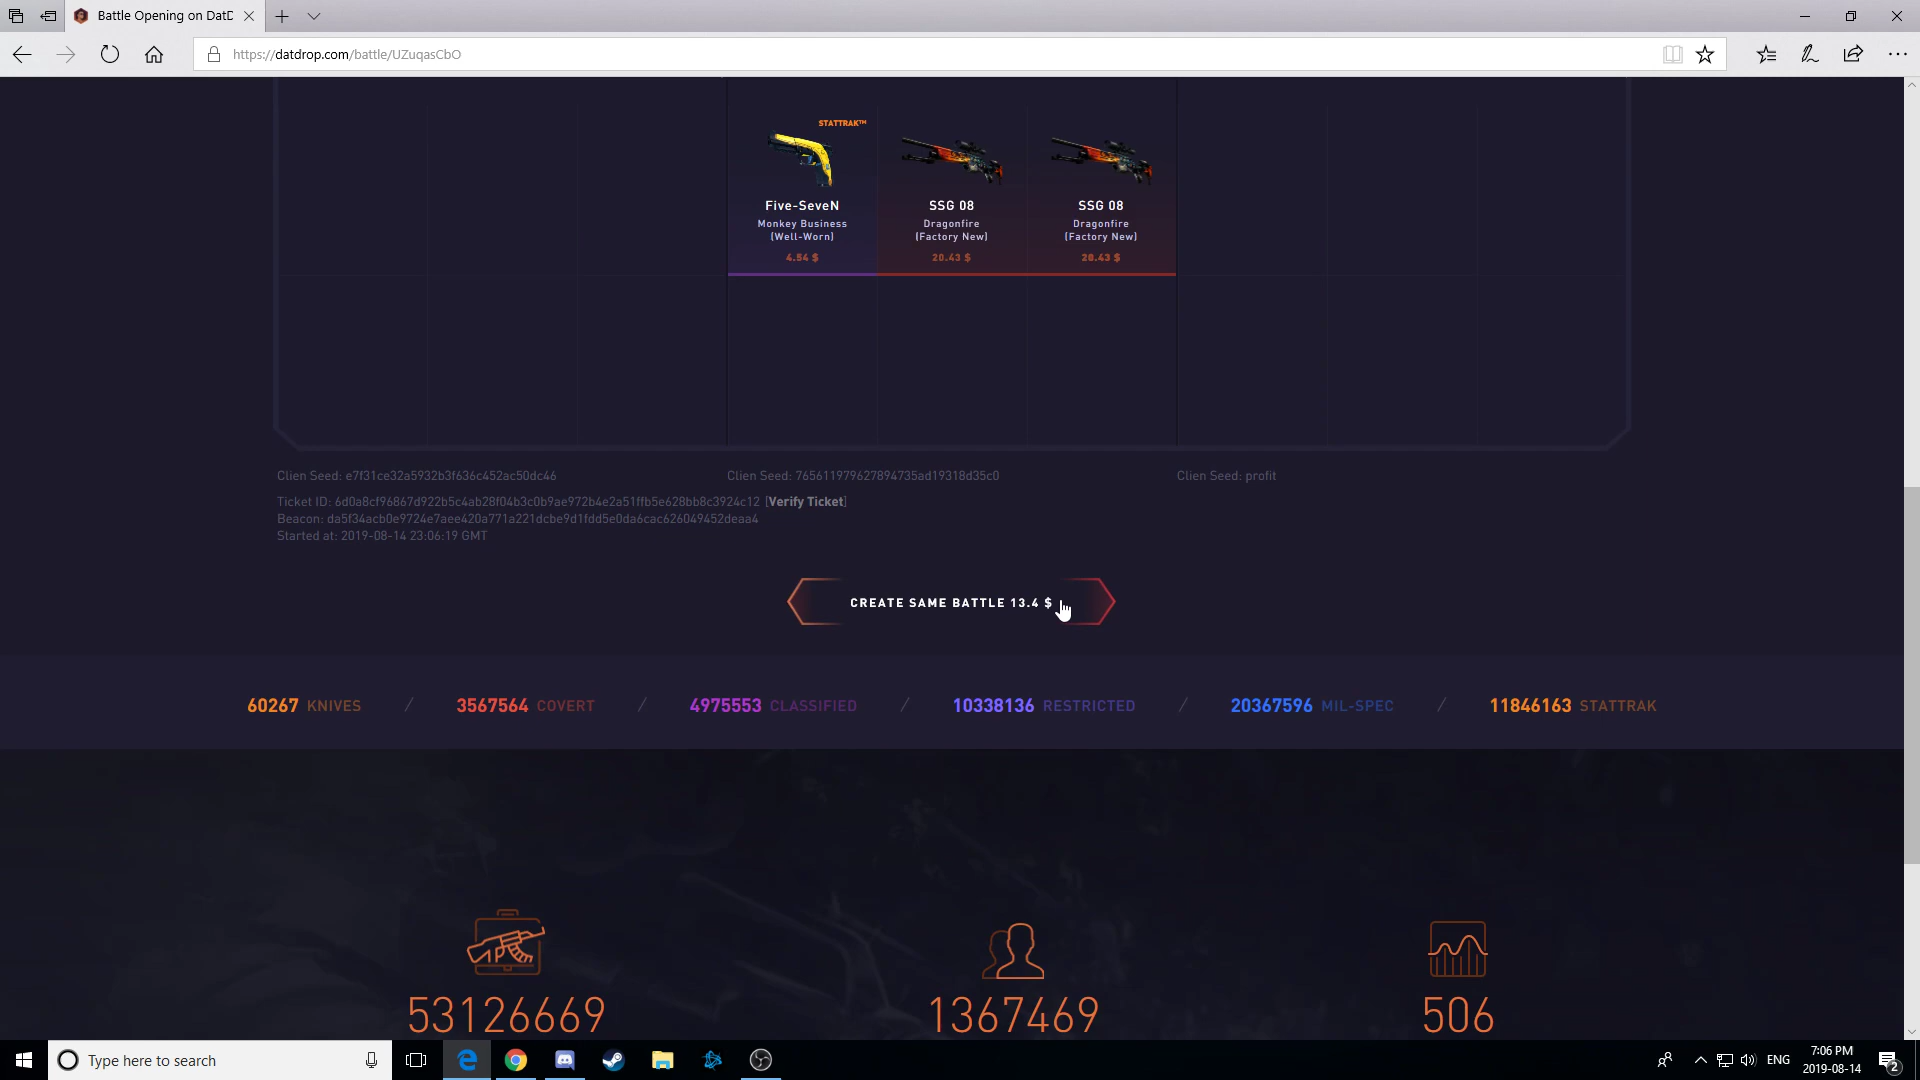 Battle Opening on DatD
https://datdrop.com/battle/UZuqasCbO
STATTRAK™
Five-SeveN
Monkey Business
(Well-Worn)
4.54 $
SSG 08
Dragonfire
(Factory New)
20.43 $
SSG 08
Dragonfire
(Factory New)
20.43 $
Clien Seed: e7f31ce32a5932b3f636c452ac50dc46
Clien Seed: 765611979627894735ad19318d35c0
Clien Seed: profit
Ticket ID: 6d0a8cf96867d922b5c4ab28f04b3c0b9ae972b4e2a51ffb5e628bb8c3924c12 [Verify Ticket]
Beacon: da5f34acb0e9724e7aee420a771a221dcbe9d1fdd5e0da6cac626049452deaa4
Started at: 2019-08-14 23:06:19 GMT
CREATE SAME BATTLE 13.4 $
60267 KNIVES / 3567564 COVERT / 4975553 CLASSIFIED / 10338136 RESTRICTED / 20367596 MIL-SPEC / 11846163 STATTRAK
53126669
1367469
506
Type here to search
ENG
7:06 PM
2019-08-14
2